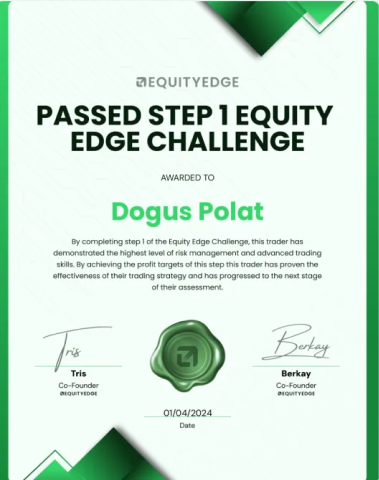 EQUITYEDGE
PASSED STEP 1 EQUITY
EDGE CHALLENGE
AWARDED TO
Dogus Polat
By completing step 1 of the Equity Edge Challenge, this trader has
demonstrated the highest level of risk management and advanced trading
skills. By achieving the profit targets of this step this trader has proven the
effectiveness of their trading strategy and has progressed to the next stage
of their assessment.
Tris
Berkay
Tris
Berkay
Co-Founder
Co-Founder
@EQUITYEDGE
@EQUITYEDGE
01/04/2024
Date